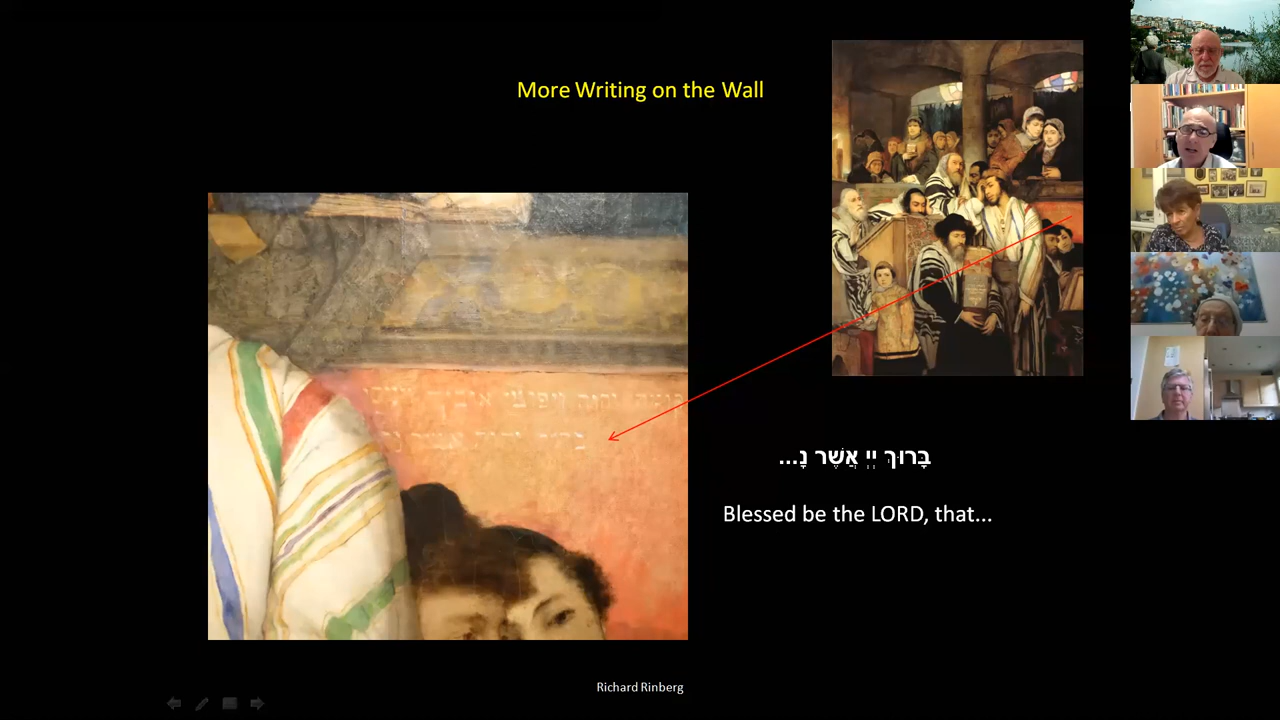 More Writing on the Wall
בָּרוּךְ יְיָ אֲשֶׁר נָ...
Blessed be the LORD, that...
Richard Rinberg